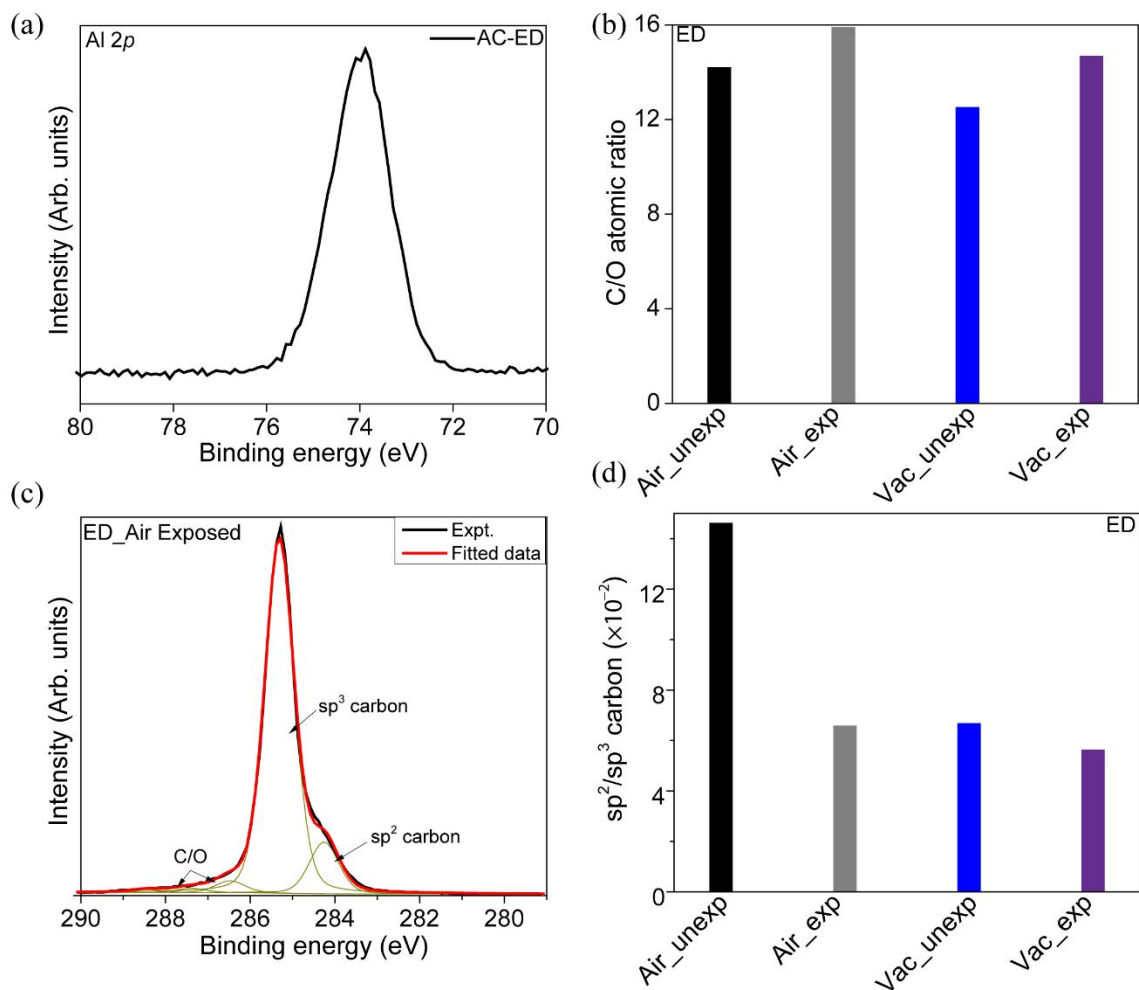 (a)
Al 2p
AC-ED
Intensity (Arb. units)
80 78 76 74 72 70
Binding energy (eV)
(b)
ED
C/O atomic ratio
16
12
8
4
0
Air_unexp
Air_exp
Vac_unexp
Vac_exp
(c)
ED_Air Exposed
Expt.
Fitted data
sp³ carbon
sp² carbon
C/O
Intensity (Arb. units)
290 288 286 284 282 280
Binding energy (eV)
(d)
ED
sp²/sp³ carbon (×10⁻²)
12
8
4
0
Air_unexp
Air_exp
Vac_unexp
Vac_exp